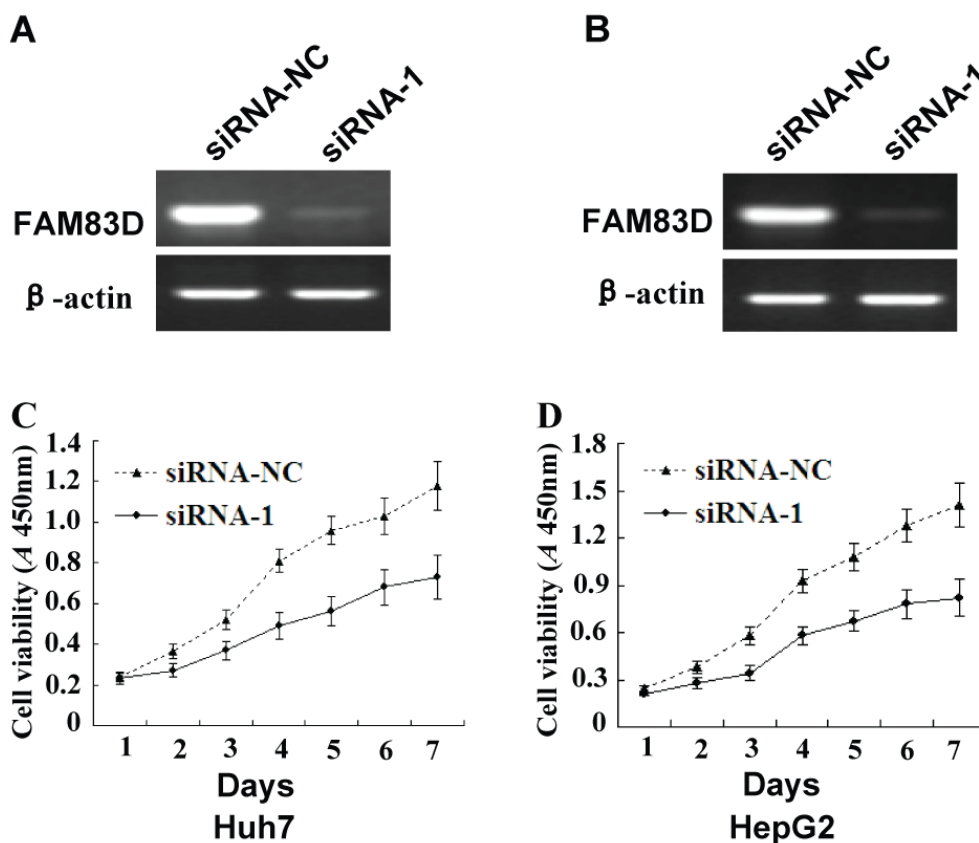 A
siRNA-NC
siRNA-1
FAM83D
β-actin
B
siRNA-NC
siRNA-1
FAM83D
β-actin
C
Cell viability (A 450nm)
1.4
1.2
1.0
0.8
0.6
0.4
0.2
0
siRNA-NC
siRNA-1
1 2 3 4 5 6 7
Days
Huh7
D
Cell viability (A 450nm)
1.8
1.5
1.2
0.9
0.6
0.3
0
siRNA-NC
siRNA-1
1 2 3 4 5 6 7
Days
HepG2